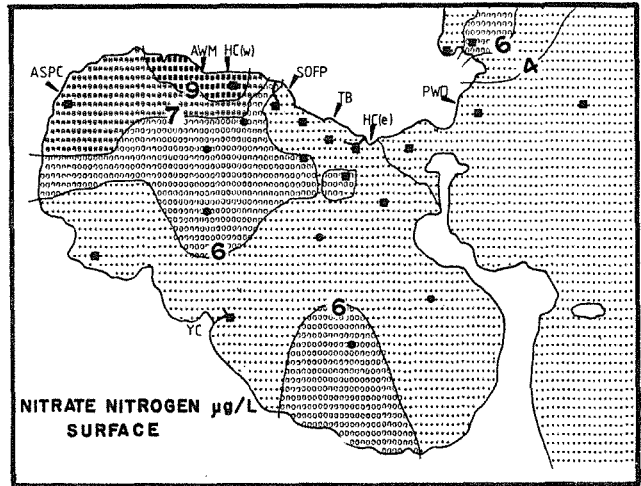 6
4
AWM HC(w)
ASPC
SOFP
9
TB
PWD
7
HC(e)
6
6
YC
NITRATE NITROGEN µg/L
SURFACE